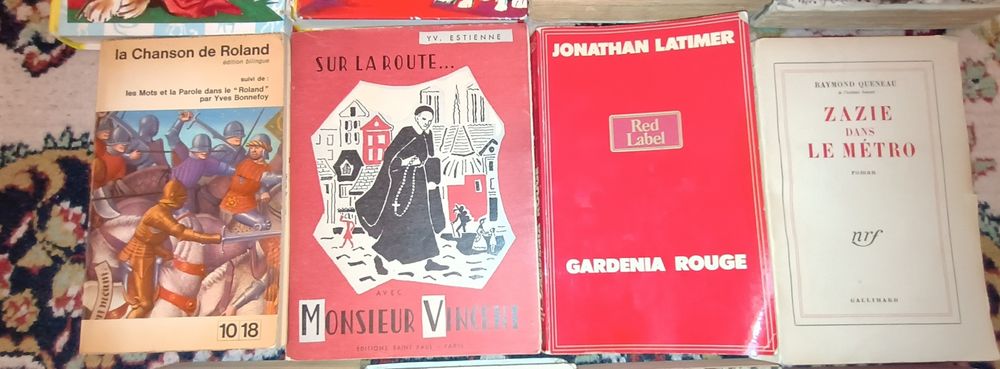 la Chanson de Roland
édition bilingue
suivi de :
les Mots et la Parole dans le "Roland"
par Yves Bonnefoy
10|18
YV. ESTIENNE
SUR LA ROUTE...
AVEC
MONSIEUR VINCENT
EDITIONS SAINT PAUL - PARIS
JONATHAN LATIMER
Red
Label
GARDENIA ROUGE
RAYMOND QUENEAU
ZAZIE
DANS
LE MÉTRO
roman
nrf
GALLIMARD